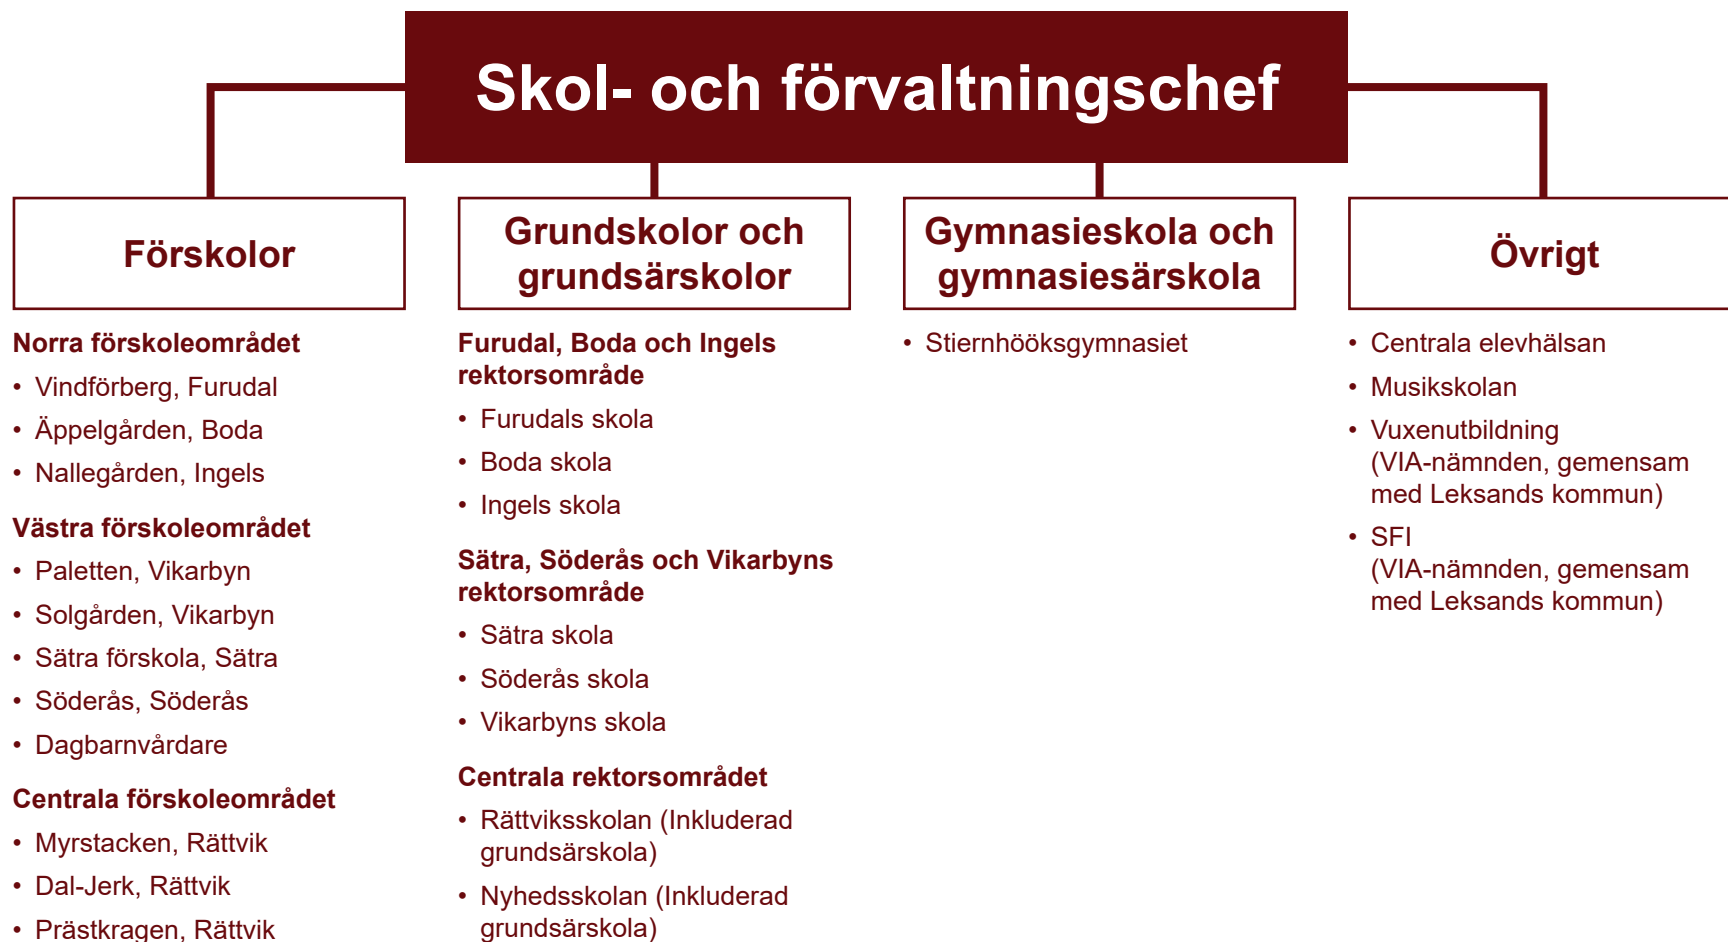 Skol- och förvaltningschef
Förskolor
Norra förskoleområdet
• Vindförberg, Furudal
• Äppelgården, Boda
• Nallegården, Ingels
Västra förskoleområdet
• Paletten, Vikarbyn
• Solgården, Vikarbyn
• Sätra förskola, Sätra
• Söderås, Söderås
• Dagbarnvårdare
Centrala förskoleområdet
• Myrstacken, Rättvik
• Dal-Jerk, Rättvik
• Prästkragen, Rättvik
Grundskolor och
grundsärskolor
Furudal, Boda och Ingels
rektorsområde
• Furudals skola
• Boda skola
• Ingels skola
Sätra, Söderås och Vikarbyns
rektorsområde
• Sätra skola
• Söderås skola
• Vikarbyns skola
Centrala rektorsområdet
• Rättviksskolan (Inkluderad
grundsärskola)
• Nyhedsskolan (Inkluderad
grundsärskola)
Gymnasieskola och
gymnasiesärskola
• Stiernhööksgymnasiet
Övrigt
• Centrala elevhälsan
• Musikskolan
• Vuxenutbildning
(VIA-nämnden, gemensam
med Leksands kommun)
• SFI
(VIA-nämnden, gemensam
med Leksands kommun)